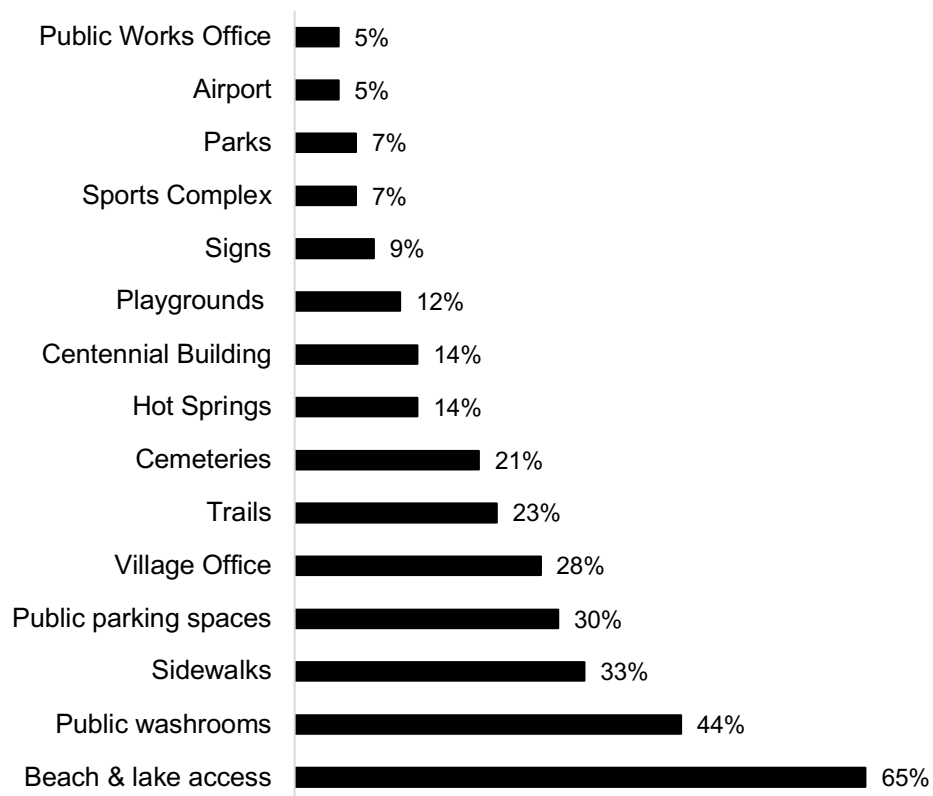 Public Works Office 5%
Airport 5%
Parks 7%
Sports Complex 7%
Signs 9%
Playgrounds 12%
Centennial Building 14%
Hot Springs 14%
Cemeteries 21%
Trails 23%
Village Office 28%
Public parking spaces 30%
Sidewalks 33%
Public washrooms 44%
Beach & lake access 65%